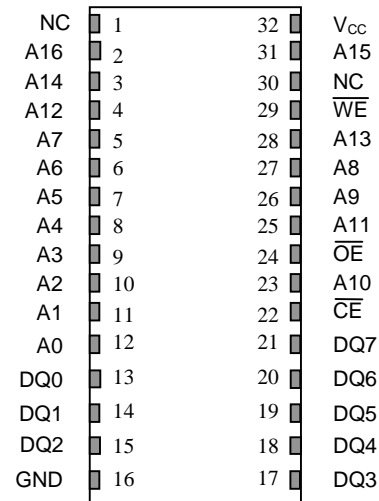 NC 1 32 Vcc
A16 2 31 A15
A14 3 30 NC
A12 4 29 WE
A7 5 28 A13
A6 6 27 A8
A5 7 26 A9
A4 8 25 A11
A3 9 24 OE
A2 10 23 A10
A1 11 22 CE
A0 12 21 DQ7
DQ0 13 20 DQ6
DQ1 14 19 DQ5
DQ2 15 18 DQ4
GND 16 17 DQ3